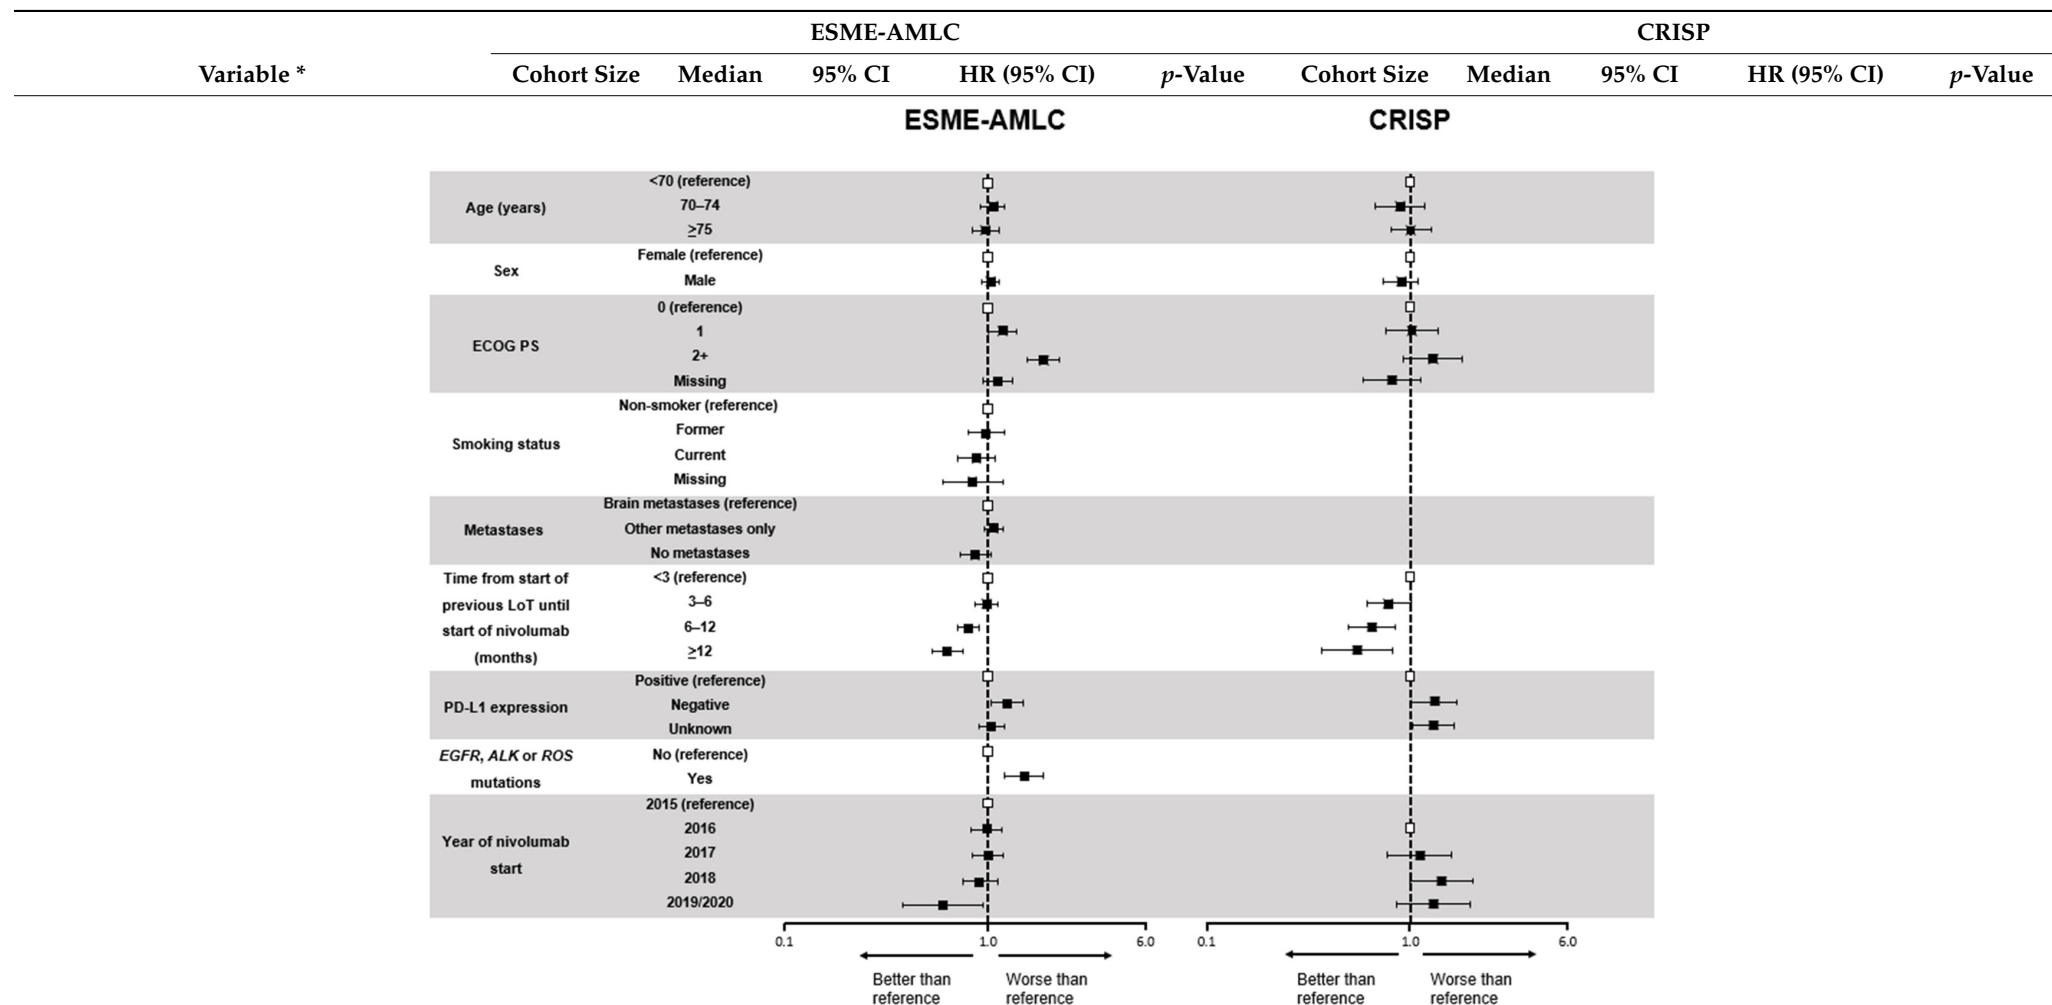 ESME-AMLC CRISP
Variable * Cohort Size Median 95% CI HR (95% CI) p-Value Cohort Size Median 95% CI HR (95% CI) p-Value
ESME-AMLC CRISP
<70 (reference)
Age (years) 70–74
≥75
Female (reference)
Sex
Male
0 (reference)
1
ECOG PS 2+
Missing
Non-smoker (reference)
Former
Smoking status
Current
Missing
Brain metastases (reference)
Metastases Other metastases only
No metastases
Time from start of <3 (reference)
previous LoT until 3–6
start of nivolumab 6–12
(months) ≥12
Positive (reference)
PD-L1 expression Negative
Unknown
EGFR, ALK or ROS No (reference)
mutations Yes
2015 (reference)
2016
Year of nivolumab
2017
start
2018
2019/2020
0.1 1.0 6.0 0.1 1.0 6.0
Better than Worse than Better than Worse than
reference reference reference reference